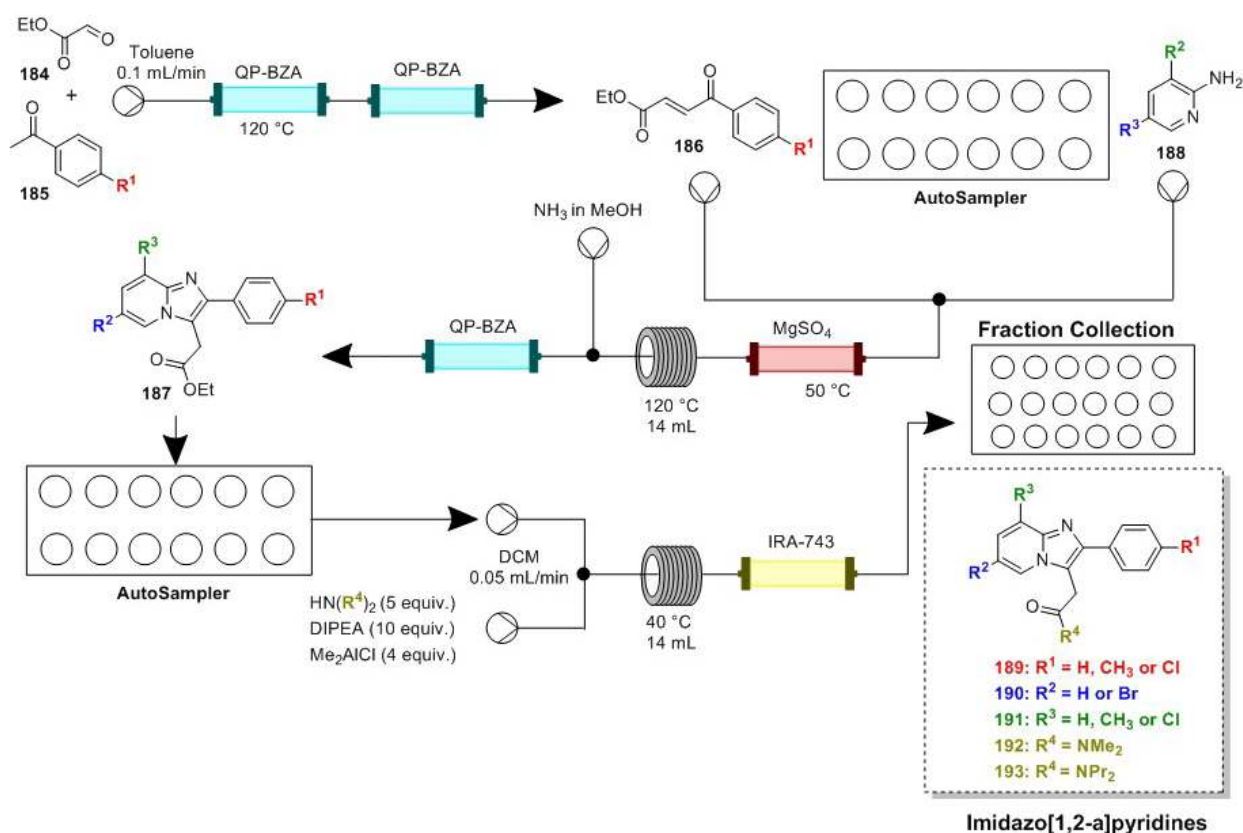 EtO
O
O
184
+
O
185
R¹
Toluene
0.1 mL/min
QP-BZA
120 °C
QP-BZA
EtO
O
O
186
R¹
AutoSampler
R²
NH₂
R³
N
188
NH₃ in MeOH
R³
N
N
R¹
R²
O
OEt
187
QP-BZA
120 °C
14 mL
MgSO₄
50 °C
Fraction Collection
AutoSampler
DCM
0.05 mL/min
HN(R⁴)₂ (5 equiv.)
DIPEA (10 equiv.)
Me₂AlCl (4 equiv.)
40 °C
14 mL
IRA-743
R³
N
N
R¹
R²
O
R⁴
189: R¹ = H, CH₃ or Cl
190: R² = H or Br
191: R³ = H, CH₃ or Cl
192: R⁴ = NMe₂
193: R⁴ = NPr₂
Imidazo[1,2-a]pyridines